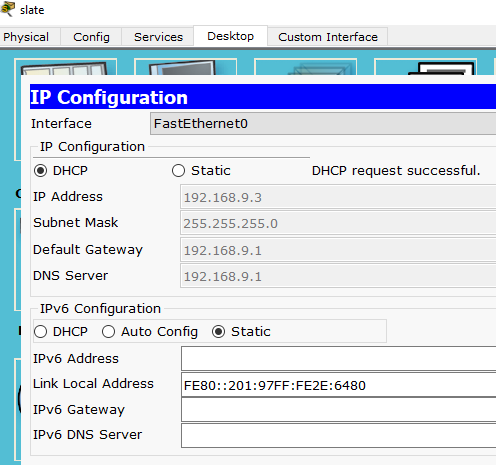 slate
Physical Config Services Desktop Custom Interface
IP Configuration
Interface FastEthernet0
IP Configuration
DHCP Static DHCP request successful.
IP Address 192.168.9.3
Subnet Mask 255.255.255.0
Default Gateway 192.168.9.1
DNS Server 192.168.9.1
IPv6 Configuration
DHCP Auto Config Static
IPv6 Address
Link Local Address FE80::201:97FF:FE2E:6480
IPv6 Gateway
IPv6 DNS Server